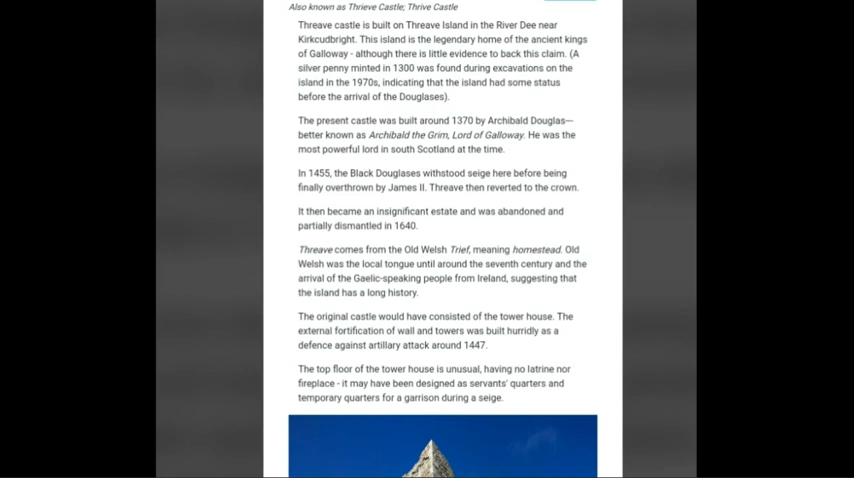 Also known as Thrieve Castle; Thrive Castle
Threave castle is built on Threave Island in the River Dee near
Kirkcudbright. This island is the legendary home of the ancient kings
of Galloway - although there is little evidence to back this claim. (A
silver penny minted in 1300 was found during excavations on the
island in the 1970s, indicating that the island had some status
before the arrival of the Douglases).
The present castle was built around 1370 by Archibald Douglas—
better known as Archibald the Grim, Lord of Galloway. He was the
most powerful lord in south Scotland at the time.
In 1455, the Black Douglases withstood seige here before being
finally overthrown by James II. Threave then reverted to the crown.
It then became an insignificant estate and was abandoned and
partially dismantled in 1640.
Threave comes from the Old Welsh Trief, meaning homestead. Old
Welsh was the local tongue until around the seventh century and the
arrival of the Gaelic-speaking people from Ireland, suggesting that
the island has a long history.
The original castle would have consisted of the tower house. The
external fortification of wall and towers was built hurridly as a
defence against artillary attack around 1447.
The top floor of the tower house is unusual, having no latrine nor
fireplace - it may have been designed as servants' quarters and
temporary quarters for a garrison during a seige.